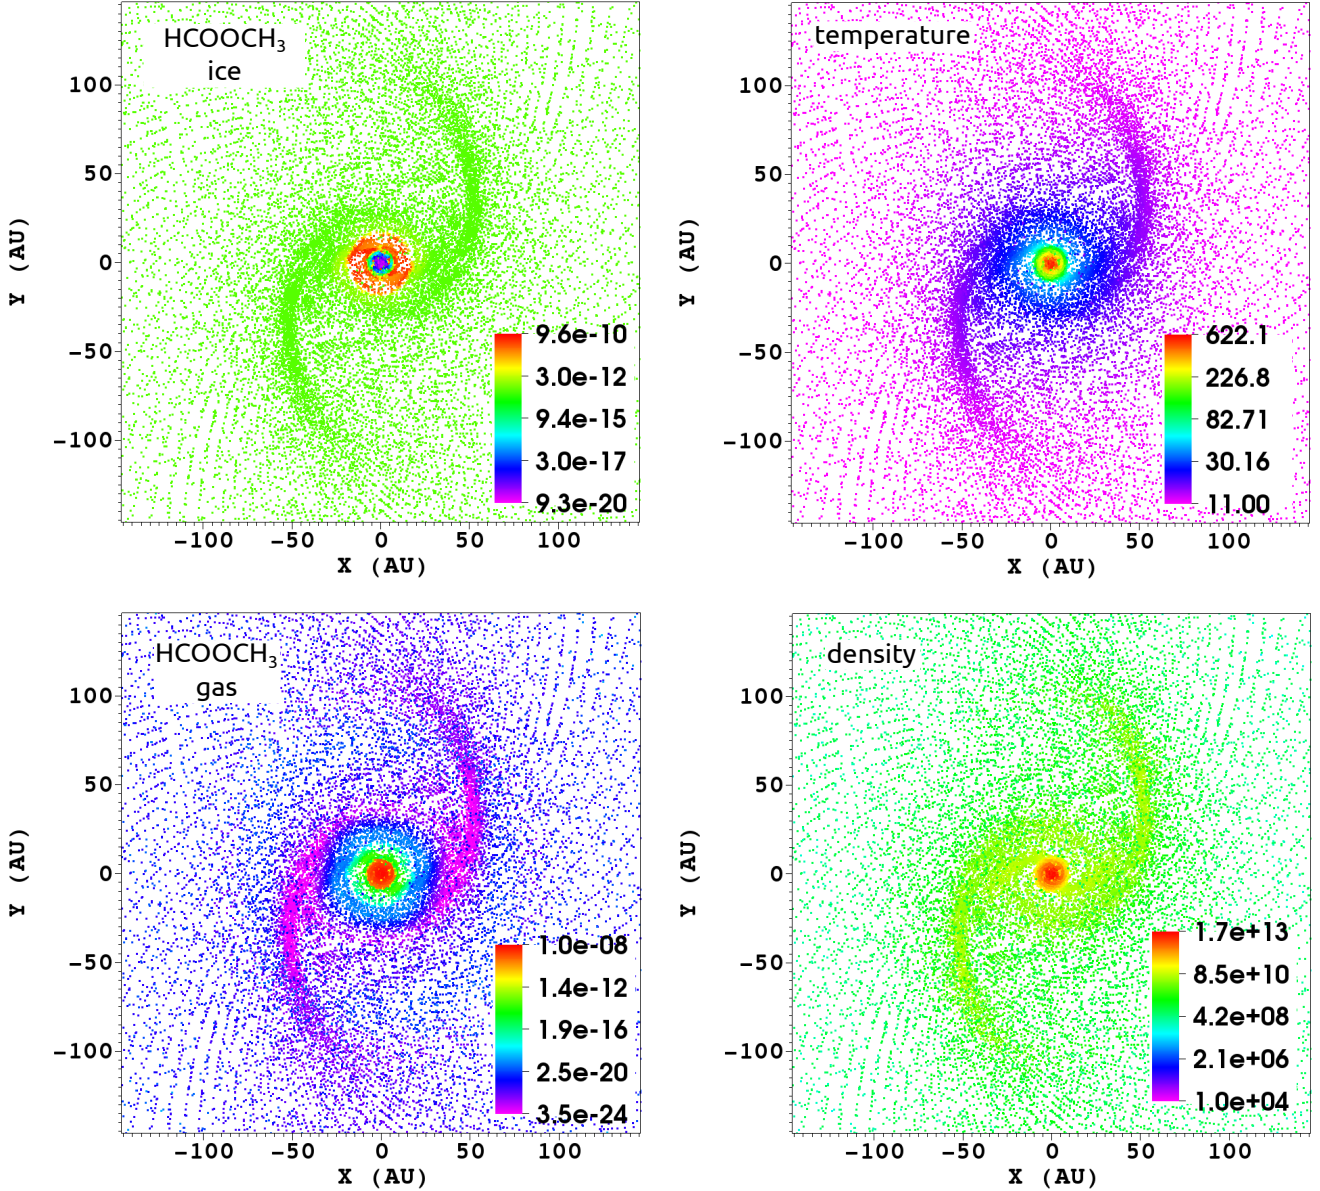 HCOOCH₃
ice
100
50
0
−50
−100
Y (AU)
9.6e-10
3.0e-12
9.4e-15
3.0e-17
9.3e-20
−100 −50 0 50 100
X (AU)
temperature
100
50
0
−50
−100
Y (AU)
622.1
226.8
82.71
30.16
11.00
−100 −50 0 50 100
X (AU)
HCOOCH₃
gas
100
50
0
−50
−100
Y (AU)
1.0e-08
1.4e-12
1.9e-16
2.5e-20
3.5e-24
−100 −50 0 50 100
X (AU)
density
100
50
0
−50
−100
Y (AU)
1.7e+13
8.5e+10
4.2e+08
2.1e+06
1.0e+04
−100 −50 0 50 100
X (AU)